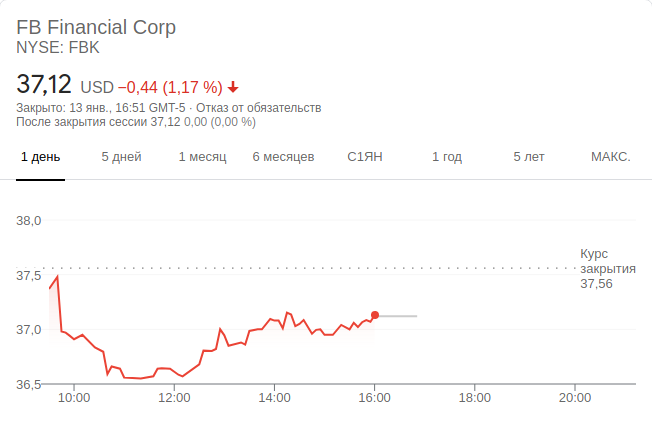 FB Financial Corp
NYSE: FBK
37,12 USD −0,44 (1,17 %)
Закрыто: 13 янв., 16:51 GMT-5 · Отказ от обязательств
После закрытия сессии 37,12 0,00 (0,00 %)
1 день 5 дней 1 месяц 6 месяцев С1ЯН 1 год 5 лет МАКС.
38,0
Курс
закрытия
37,56
37,5
37,0
36,5
10:00 12:00 14:00 16:00 18:00 20:00